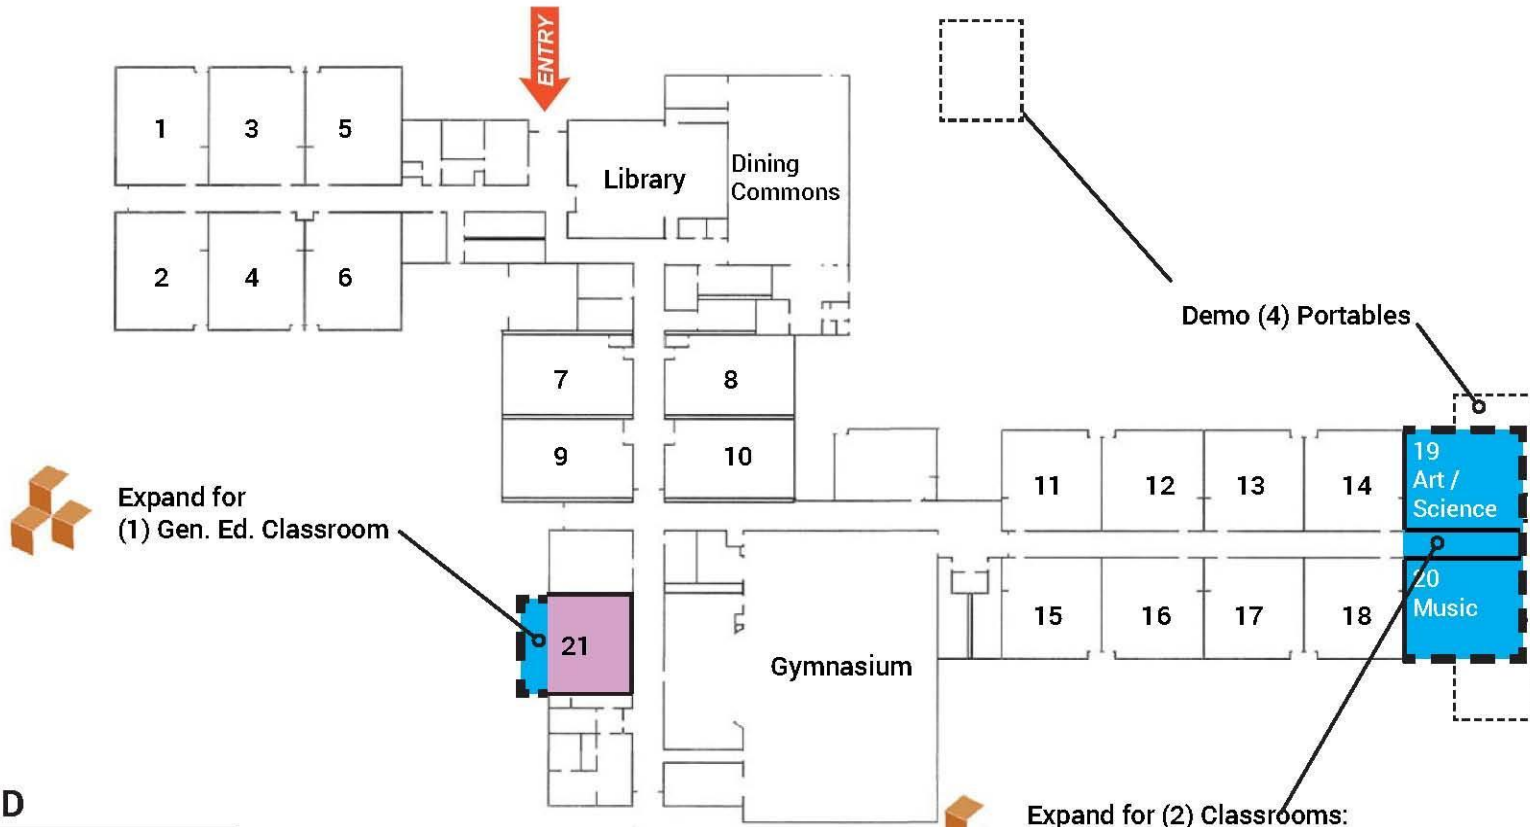 ENTRY
1
3
5
Library
Dining
Commons
2
4
6
Demo (4) Portables
7
8
9
10
11
12
13
14
19
Art /
Science
Expand for
(1) Gen. Ed. Classroom
21
Gymnasium
15
16
17
18
20
Music
D
Expand for (2) Classrooms: